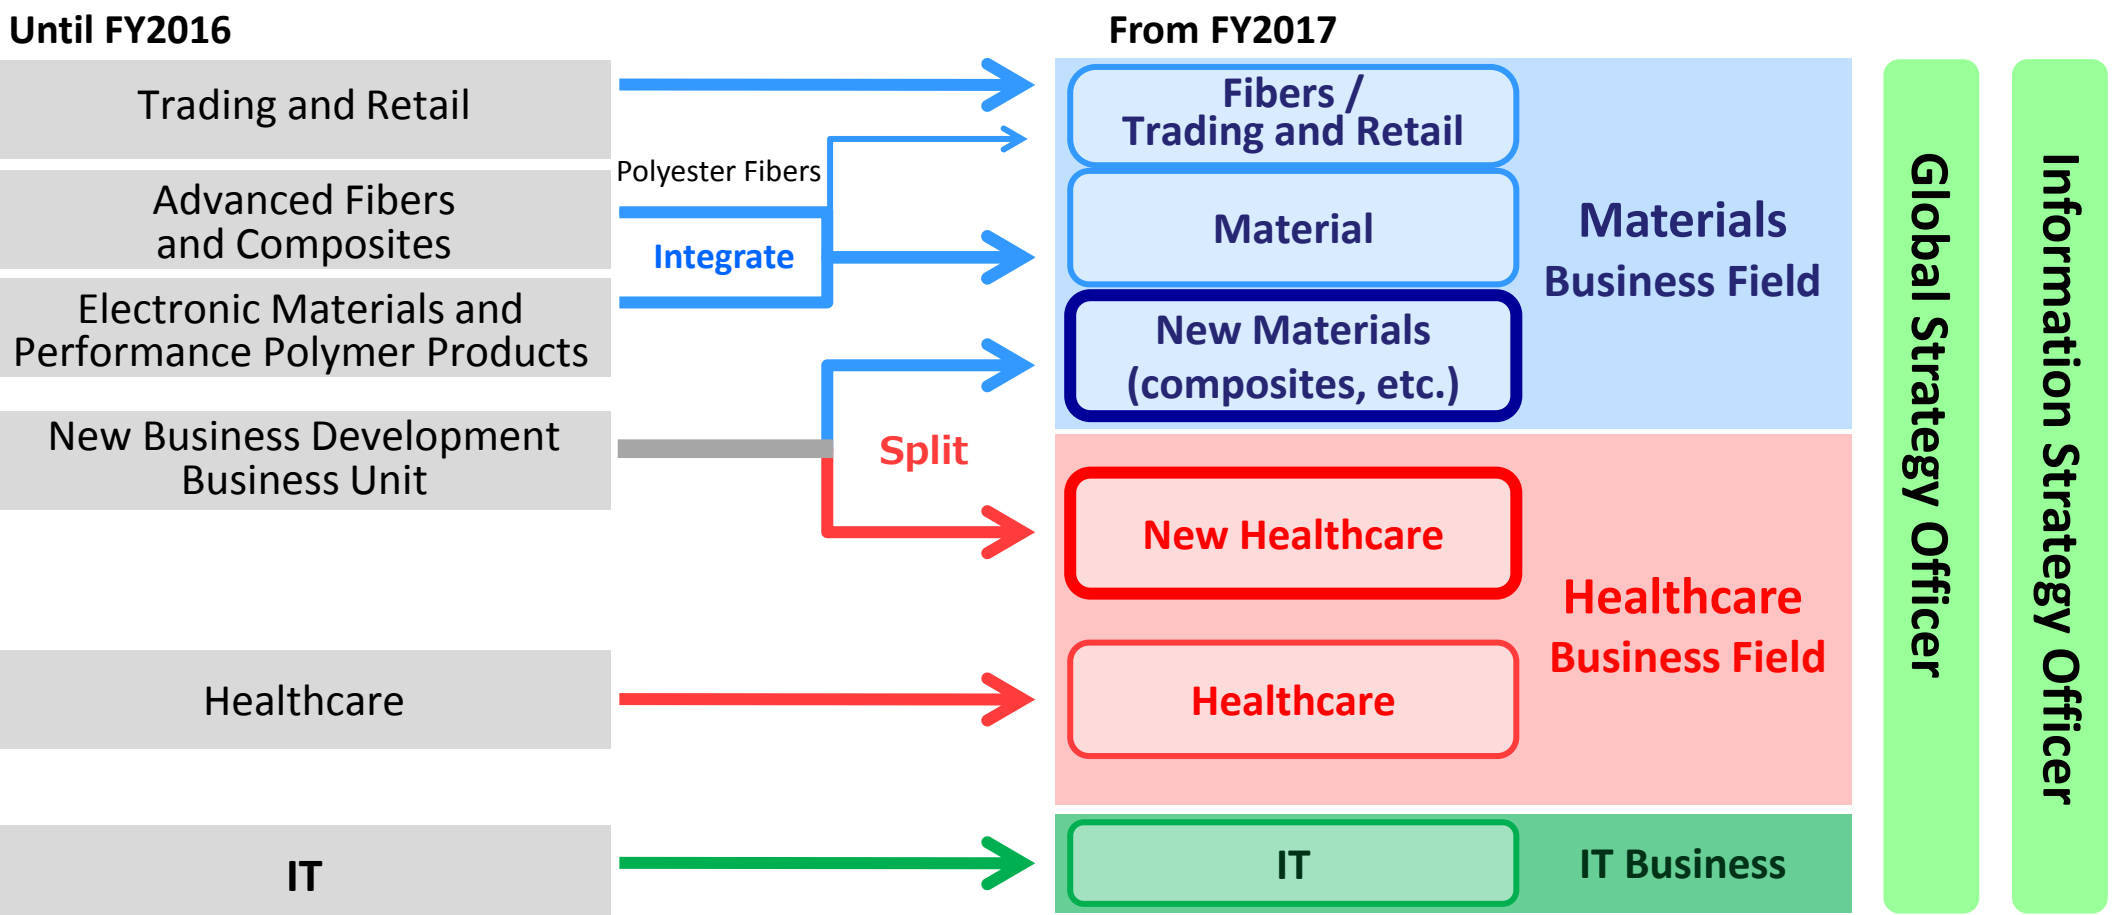 Until FY2016
From FY2017
Trading and Retail
Advanced Fibers
and Composites
Electronic Materials and
Performance Polymer Products
New Business Development
Business Unit
Healthcare
IT
Polyester Fibers
Integrate
Split
Fibers /
Trading and Retail
Material
New Materials
(composites, etc.)
Materials
Business Field
New Healthcare
Healthcare
Healthcare
Business Field
IT
IT Business
Global Strategy Officer
Information Strategy Officer